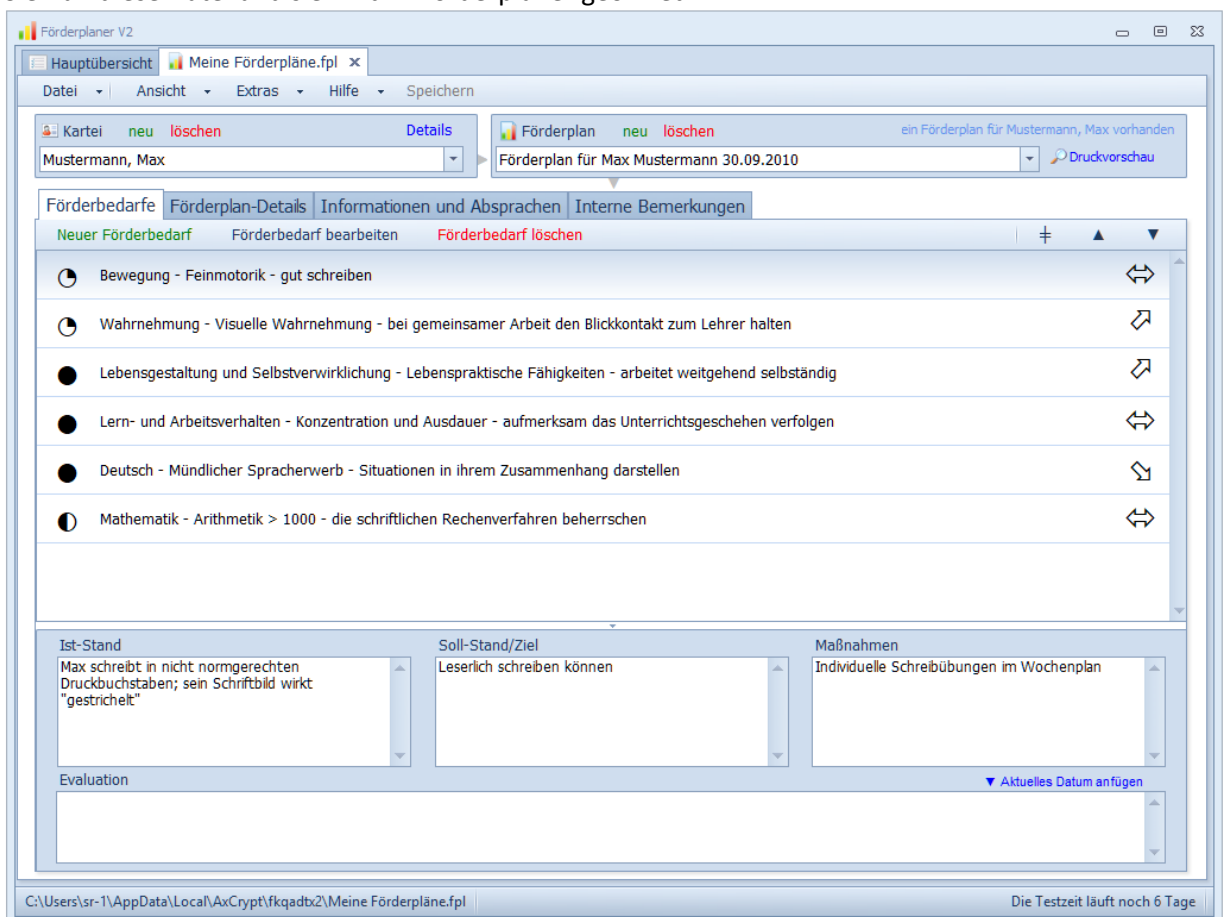 Förderplaner V2
Hauptübersicht Meine Förderpläne.fpl x
Datei Ansicht Extras Hilfe Speichern
Kartei neu löschen Details
Mustermann, Max
Förderplan neu löschen ein Förderplan für Mustermann, Max vorhanden
Förderplan für Max Mustermann 30.09.2010 Druckvorschau
Förderbedarfe Förderplan-Details Informationen und Absprachen Interne Bemerkungen
Neuer Förderbedarf Förderbedarf bearbeiten Förderbedarf löschen
Bewegung - Feinmotorik - gut schreiben
Wahrnehmung - Visuelle Wahrnehmung - bei gemeinsamer Arbeit den Blickkontakt zum Lehrer halten
Lebensgestaltung und Selbstverwirklichung - Lebenspraktische Fähigkeiten - arbeitet weitgehend selbständig
Lern- und Arbeitsverhalten - Konzentration und Ausdauer - aufmerksam das Unterrichtsgeschehen verfolgen
Deutsch - Mündlicher Spracherwerb - Situationen in ihrem Zusammenhang darstellen
Mathematik - Arithmetik > 1000 - die schriftlichen Rechenverfahren beherrschen
Ist-Stand
Max schreibt in nicht normgerechten
Druckbuchstaben; sein Schriftbild wirkt
"gestrichelt"
Soll-Stand/Ziel
Leserlich schreiben können
Maßnahmen
Individuelle Schreibübungen im Wochenplan
Evaluation ▼ Aktuelles Datum anfügen
C:\Users\sr-1\AppData\Local\AxCrypt\fkqadtx2\Meine Förderpläne.fpl Die Testzeit läuft noch 6 Tage